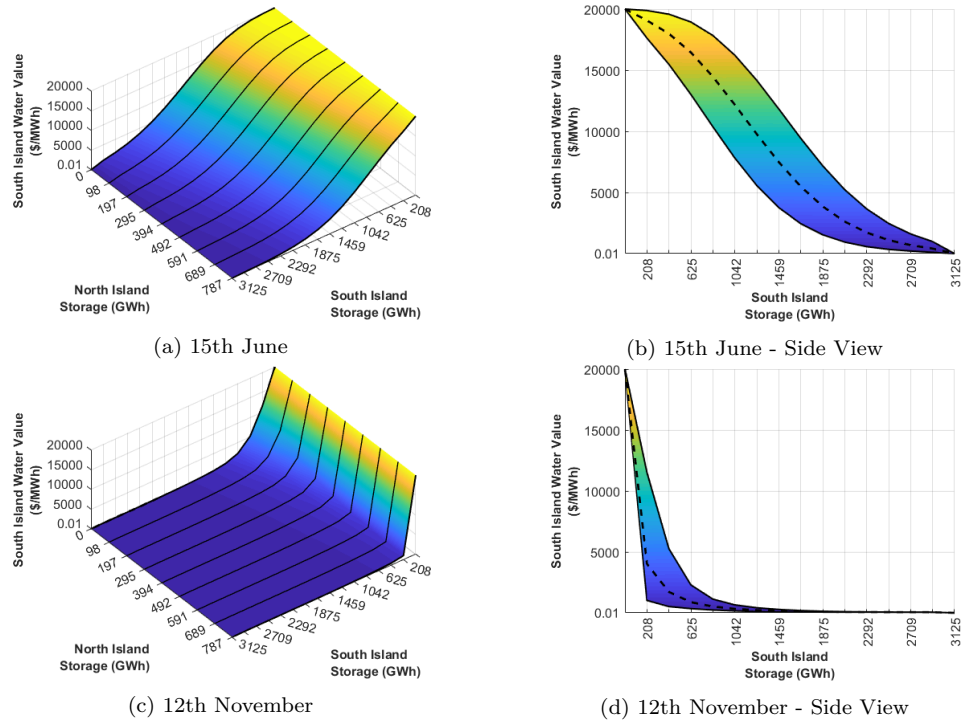 South Island Water Value
($/MWh)
20000
15000
10000
5000
0.01
0
98
197
295
394
492
591
689
787
3125
2709
2292
1875
1459
1042
625
208
North Island
Storage (GWh)
South Island
Storage (GWh)
(a) 15th June
South Island Water Value
($/MWh)
20000
15000
10000
5000
0.01
208
625
1042
1459
1875
2292
2709
3125
South Island
Storage (GWh)
(b) 15th June - Side View
South Island Water Value
($/MWh)
20000
15000
10000
5000
0.01
0
98
197
295
394
492
591
689
787
3125
2709
2292
1875
1459
1042
625
208
North Island
Storage (GWh)
South Island
Storage (GWh)
(c) 12th November
South Island Water Value
($/MWh)
20000
15000
10000
5000
0.01
208
625
1042
1459
1875
2292
2709
3125
South Island
Storage (GWh)
(d) 12th November - Side View